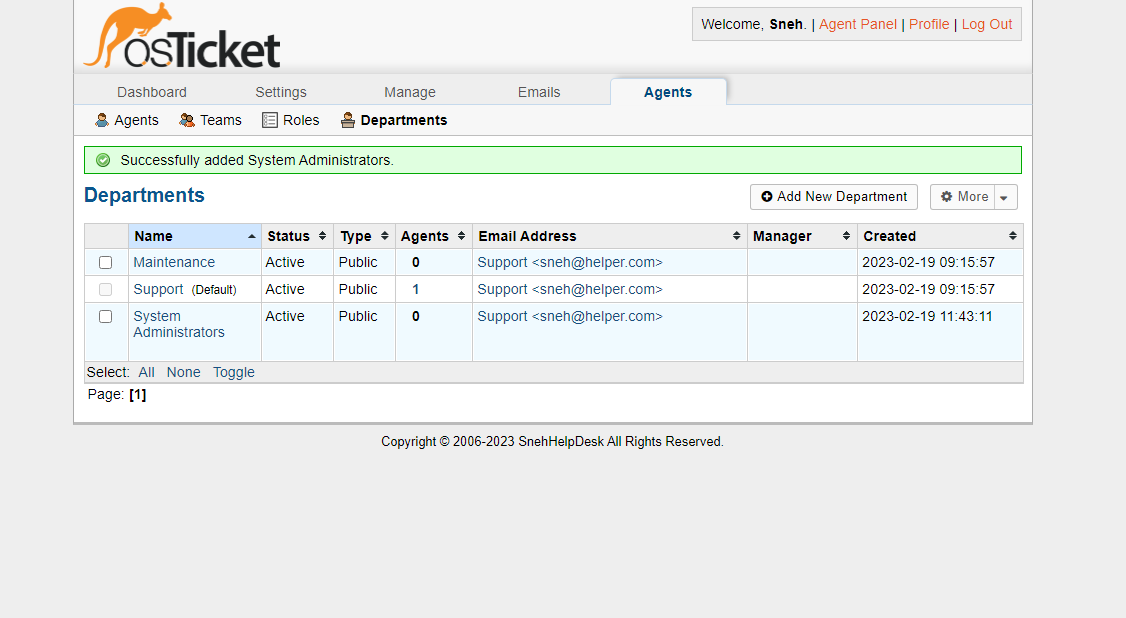 osTicket
Welcome, Sneh. | Agent Panel | Profile | Log Out
Dashboard Settings Manage Emails Agents
Agents Teams Roles Departments
Successfully added System Administrators.
Departments Add New Department More
Name Status Type Agents Email Address Manager Created
Maintenance Active Public 0 Support <sneh@helper.com> 2023-02-19 09:15:57
Support (Default) Active Public 1 Support <sneh@helper.com> 2023-02-19 09:15:57
System Active Public 0 Support <sneh@helper.com> 2023-02-19 11:43:11
Administrators
Select: All None Toggle
Page: [1]
Copyright © 2006-2023 SnehHelpDesk All Rights Reserved.